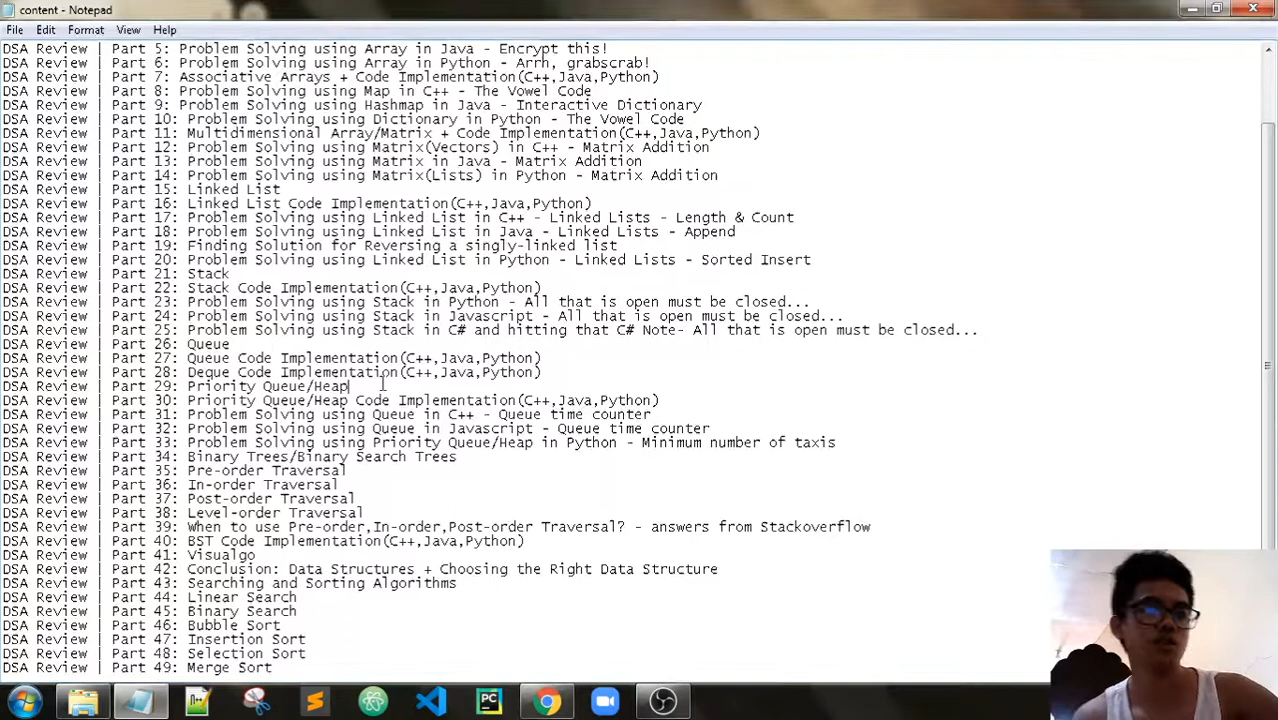 content - Notepad
File Edit Format View Help
DSA Review | Part 5: Problem Solving using Array in Java - Encrypt this!
DSA Review | Part 6: Problem Solving using Array in Python - Arrh, grabscrab!
DSA Review | Part 7: Associative Arrays + Code Implementation(C++,Java,Python)
DSA Review | Part 8: Problem Solving using Map in C++ - The Vowel Code
DSA Review | Part 9: Problem Solving using Hashmap in Java - Interactive Dictionary
DSA Review | Part 10: Problem Solving using Dictionary in Python - The Vowel Code
DSA Review | Part 11: Multidimensional Array/Matrix + Code Implementation(C++,Java,Python)
DSA Review | Part 12: Problem Solving using Matrix(Vectors) in C++ - Matrix Addition
DSA Review | Part 13: Problem Solving using Matrix in Java - Matrix Addition
DSA Review | Part 14: Problem Solving using Matrix(Lists) in Python - Matrix Addition
DSA Review | Part 15: Linked List
DSA Review | Part 16: Linked List Code Implementation(C++,Java,Python)
DSA Review | Part 17: Problem Solving using Linked List in C++ - Linked Lists - Length & Count
DSA Review | Part 18: Problem Solving using Linked List in Java - Linked Lists - Append
DSA Review | Part 19: Finding Solution for Reversing a singly-linked list
DSA Review | Part 20: Problem Solving using Linked List in Python - Linked Lists - Sorted Insert
DSA Review | Part 21: Stack
DSA Review | Part 22: Stack Code Implementation(C++,Java,Python)
DSA Review | Part 23: Problem Solving using Stack in Python - All that is open must be closed...
DSA Review | Part 24: Problem Solving using Stack in Javascript - All that is open must be closed...
DSA Review | Part 25: Problem Solving using Stack in C# and hitting that C# Note- All that is open must be closed...
DSA Review | Part 26: Queue
DSA Review | Part 27: Queue Code Implementation(C++,Java,Python)
DSA Review | Part 28: Deque Code Implementation(C++,Java,Python)
DSA Review | Part 29: Priority Queue/Heap
DSA Review | Part 30: Priority Queue/Heap Code Implementation(C++,Java,Python)
DSA Review | Part 31: Problem Solving using Queue in C++ - Queue time counter
DSA Review | Part 32: Problem Solving using Queue in Javascript - Queue time counter
DSA Review | Part 33: Problem Solving using Priority Queue/Heap in Python - Minimum number of taxis
DSA Review | Part 34: Binary Trees/Binary Search Trees
DSA Review | Part 35: Pre-order Traversal
DSA Review | Part 36: In-order Traversal
DSA Review | Part 37: Post-order Traversal
DSA Review | Part 38: Level-order Traversal
DSA Review | Part 39: When to use Pre-order,In-order,Post-order Traversal? - answers from Stackoverflow
DSA Review | Part 40: BST Code Implementation(C++,Java,Python)
DSA Review | Part 41: Visualgo
DSA Review | Part 42: Conclusion: Data Structures + Choosing the Right Data Structure
DSA Review | Part 43: Searching and Sorting Algorithms
DSA Review | Part 44: Linear Search
DSA Review | Part 45: Binary Search
DSA Review | Part 46: Bubble Sort
DSA Review | Part 47: Insertion Sort
DSA Review | Part 48: Selection Sort
DSA Review | Part 49: Merge Sort
PC